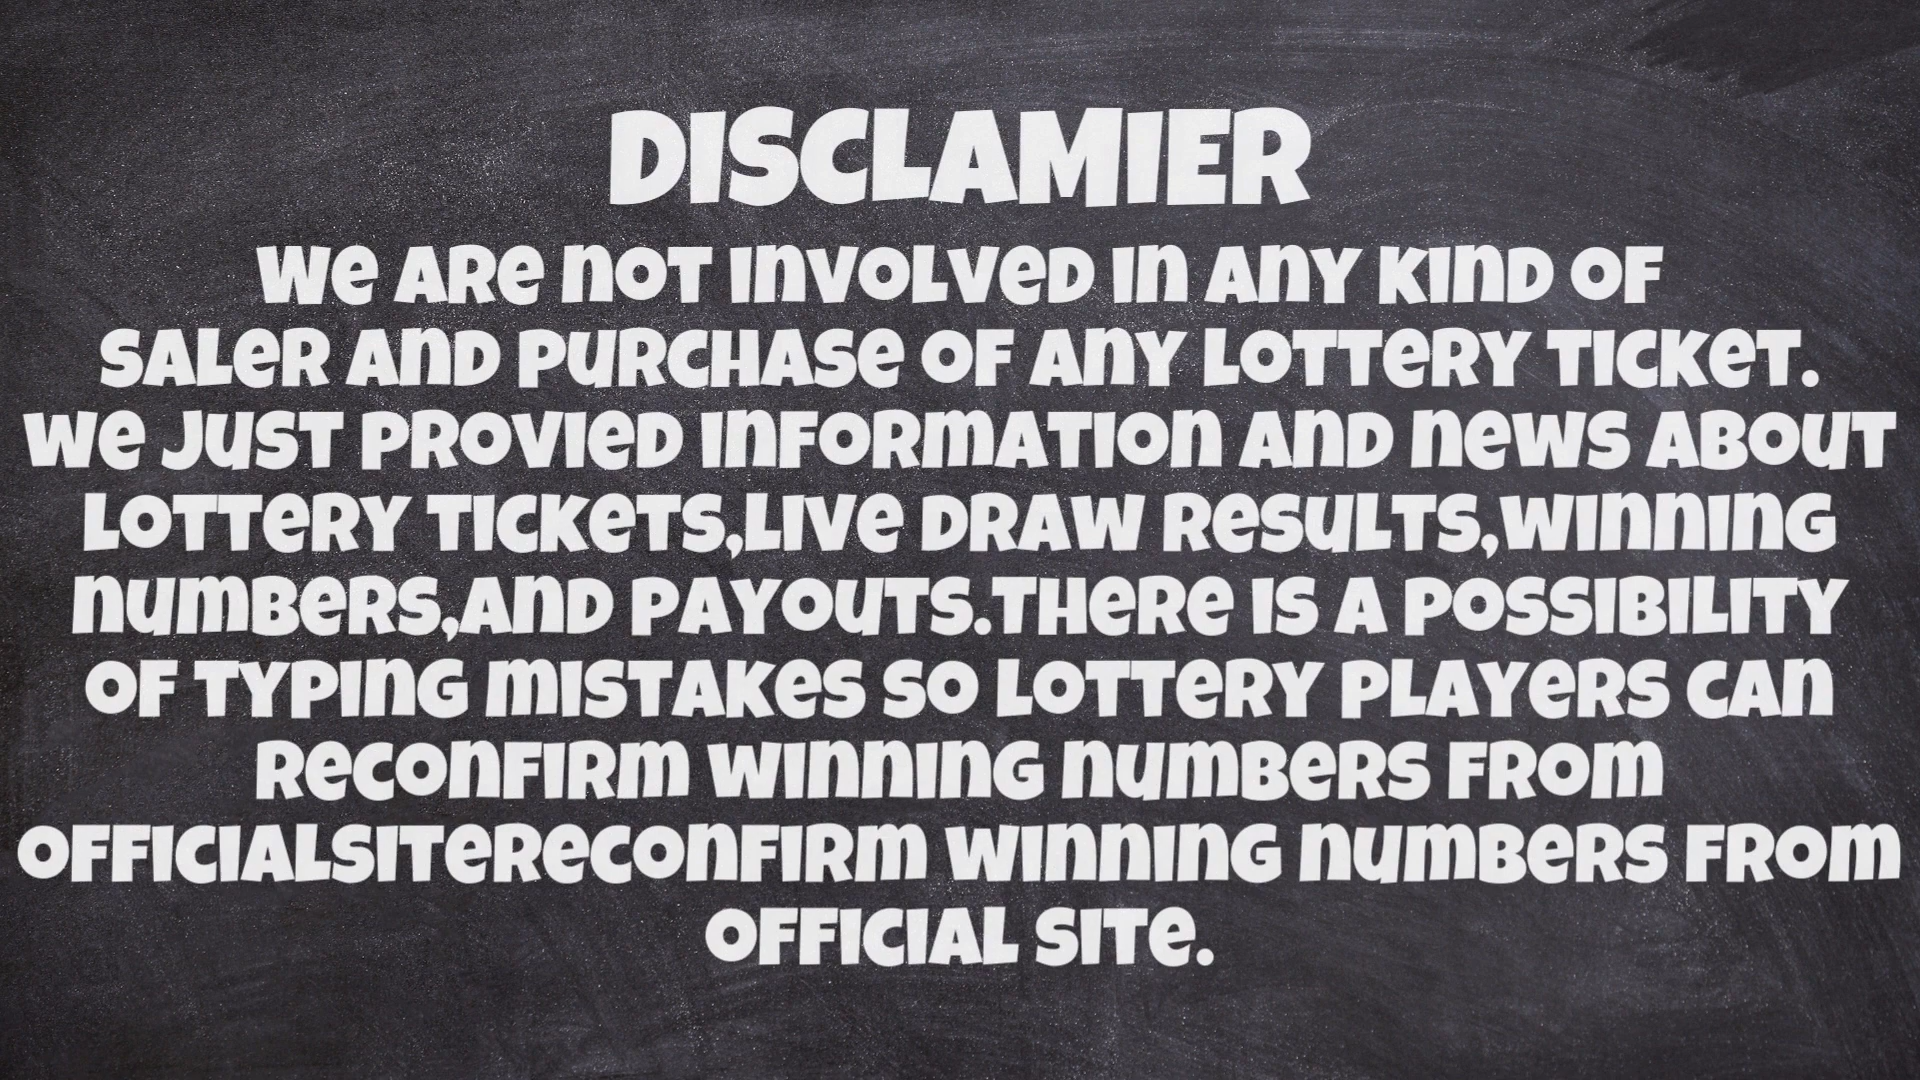 DISCLAMIER
We are not involved in any kind of
saler and purchase of any lottery ticket.
We just provied information and news about
lottery tickets,live draw results,winning
numbers,and payouts.There is a possibility
of typing mistakes so lottery players can
reconfirm winning numbers from
officialsitereconfirm winning numbers from
official site.